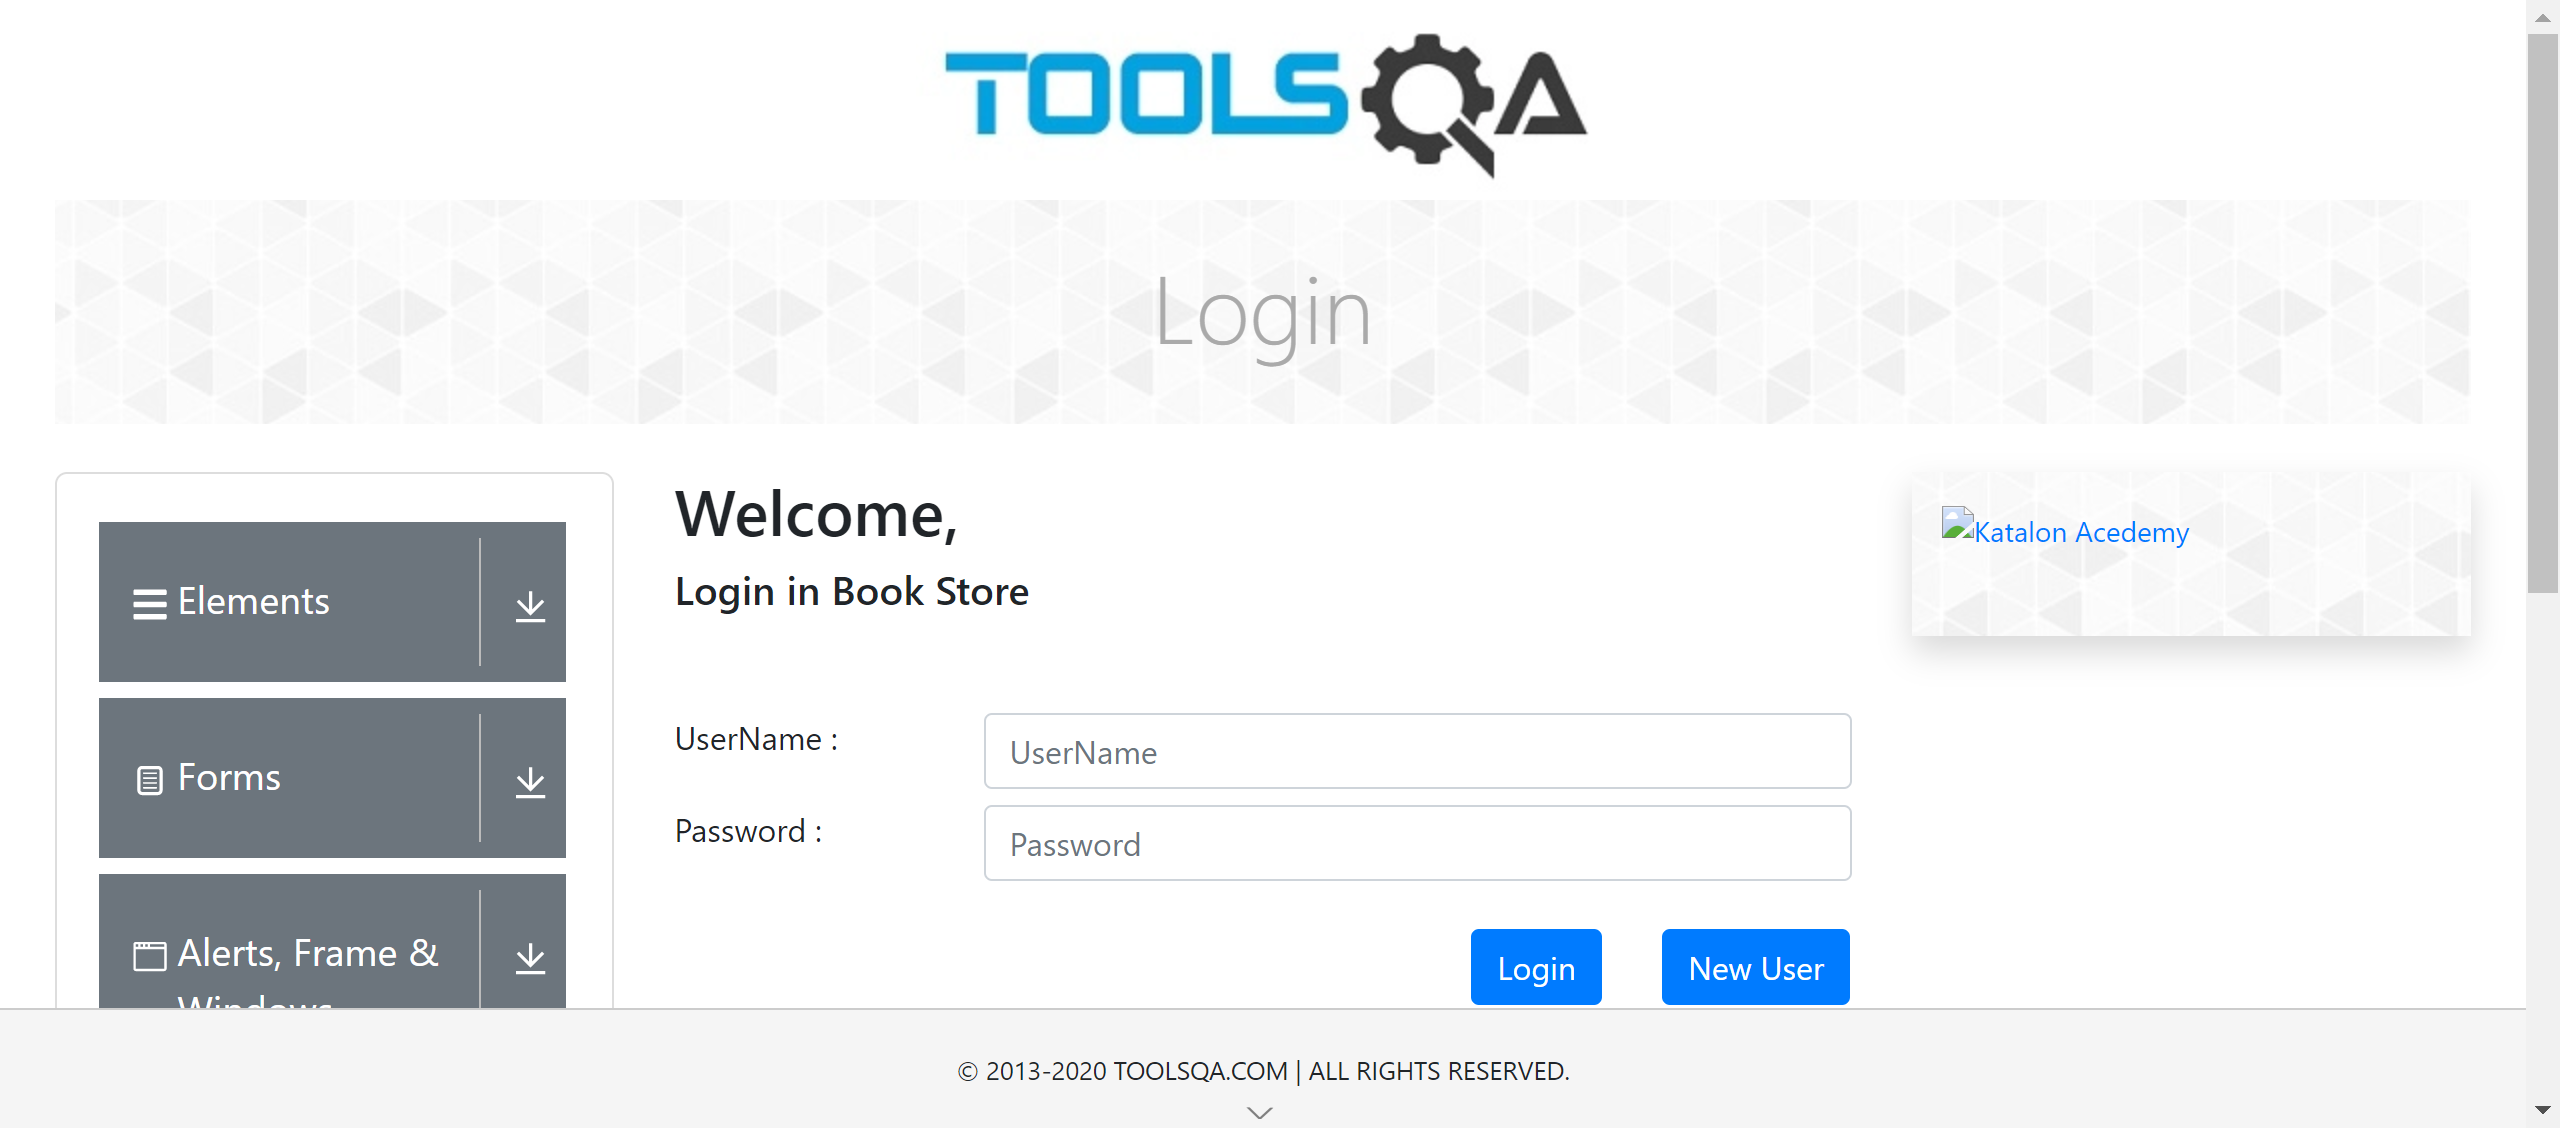 TOOLSQA
Login
Elements
Forms
Alerts, Frame &
Windows
Welcome,
Login in Book Store
UserName :
UserName
Password :
Password
Login
New User
Katalon Acedemy
© 2013-2020 TOOLSQA.COM | ALL RIGHTS RESERVED.